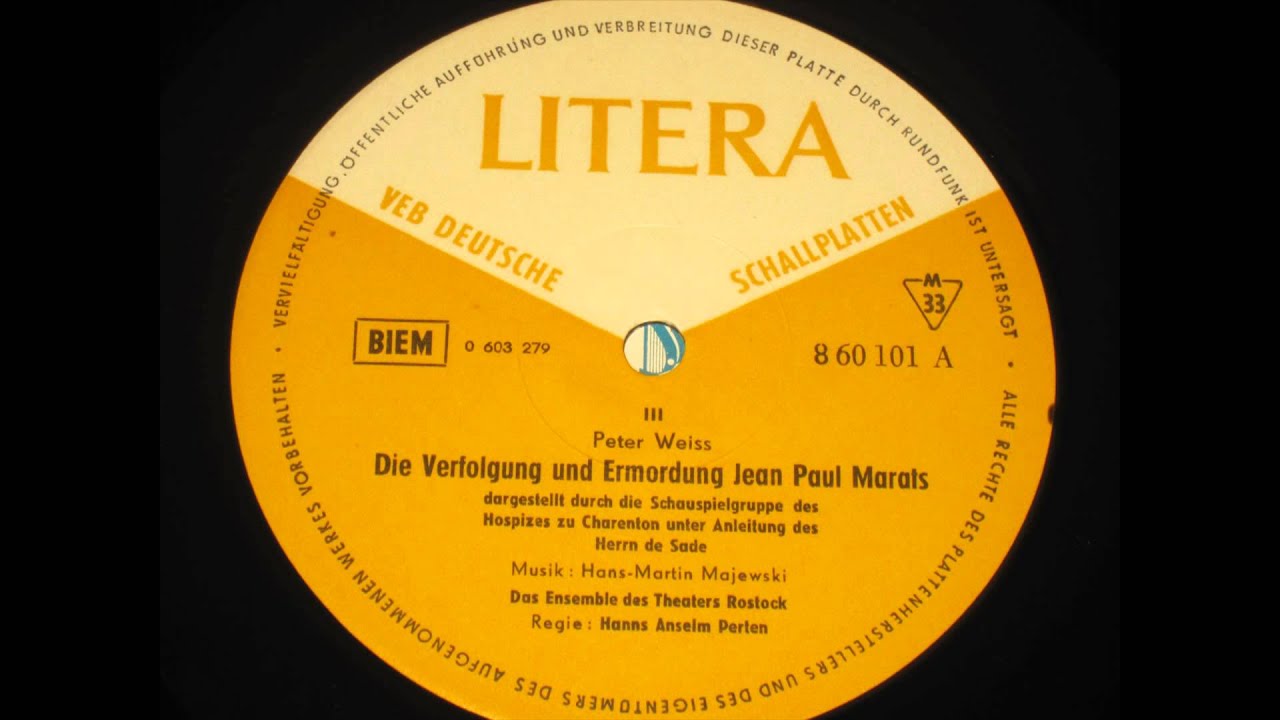 VERVIELFÄLTIGUNG, ÖFFENTLICHE AUFFÜHRUNG UND VERBREITUNG DIESER PLATTE DURCH RUNDFUNK IST UNTERSAGT • ALLE RECHTE DES PLATTENHERSTELLERS UND DES EIGENTÜMERS DES AUFGENOMMENEN WERKES VORBEHALTEN •
LITERA
VEB DEUTSCHE SCHALLPLATTEN
M
33
BIEM 0 603 279 8 60 101 A
III
Peter Weiss
Die Verfolgung und Ermordung Jean Paul Marats
dargestellt durch die Schauspielgruppe des
Hospizes zu Charenton unter Anleitung des
Herrn de Sade
Musik: Hans-Martin Majewski
Das Ensemble des Theaters Rostock
Regie: Hanns Anselm Perten